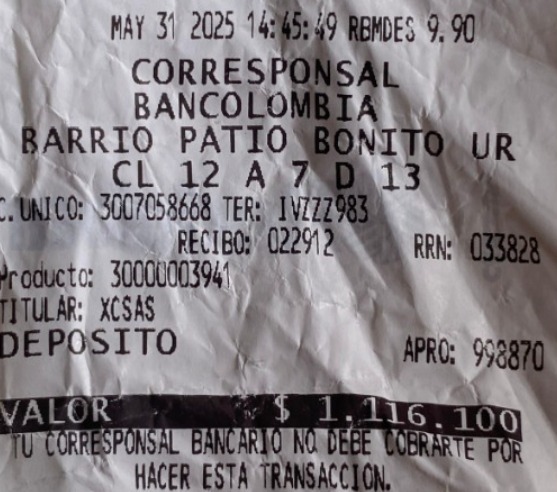 MAY 31 2025 14:45:49 RBMDES 9.90
CORRESPONSAL
BANCOLOMBIA
BARRIO PATIO BONITO UR
CL 12 A 7 D 13
C. UNICO: 3007058668 TER: IVZZZ983
RECIBO: 022912 RRN: 033828
Producto: 30000003941
TITULAR: XCSAS
DEPOSITO APRO: 998870
VALOR $ 1.116.100
TU CORRESPONSAL BANCARIO NO DEBE COBRARTE POR
HACER ESTA TRANSACCION.